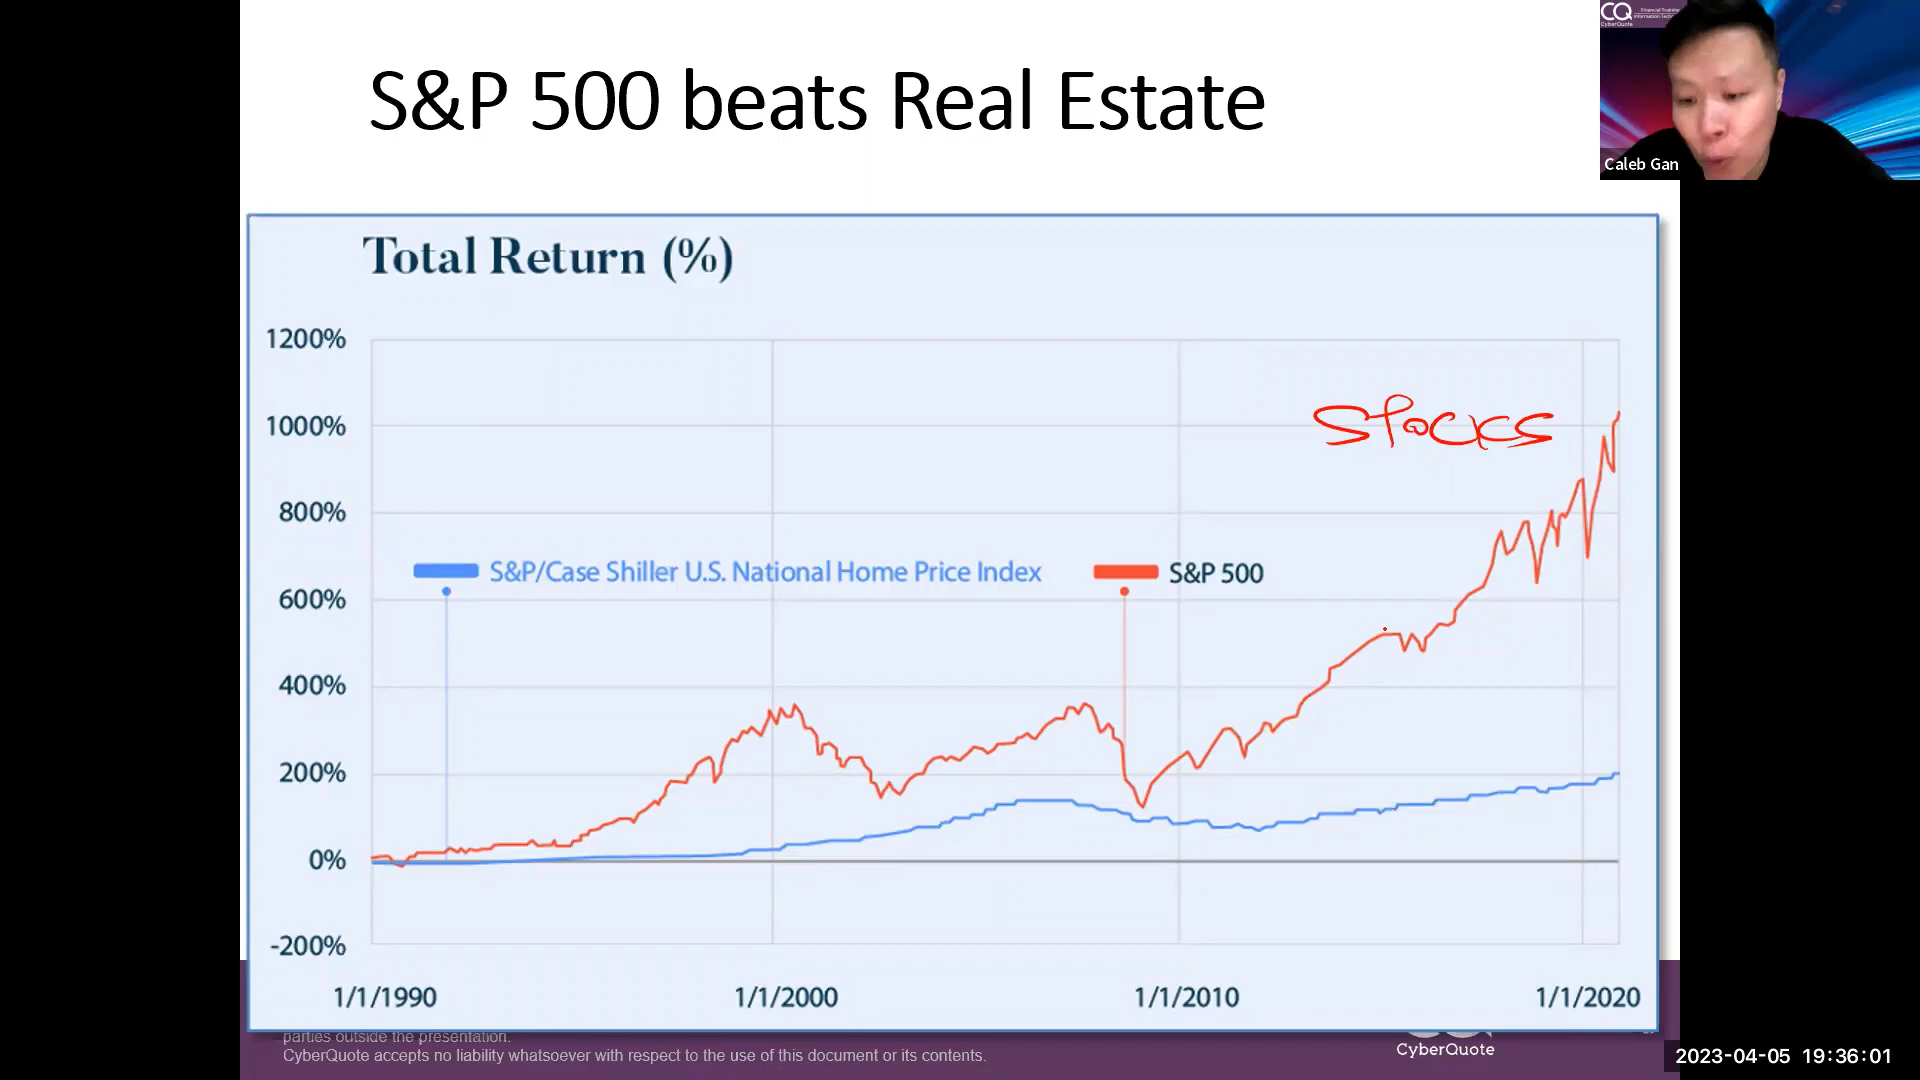 S&P 500 beats Real Estate
CQ
CyberQuote
Caleb Gan
Total Return (%)
1200%
1000%
800%
600%
400%
200%
0%
-200%
Stocks
S&P/Case Shiller U.S. National Home Price Index
S&P 500
1/1/1990
1/1/2000
1/1/2010
1/1/2020
parties outside the presentation.
CyberQuote accepts no liability whatsoever with respect to the use of this document or its contents.
CyberQuote
2023-04-05 19:36:01